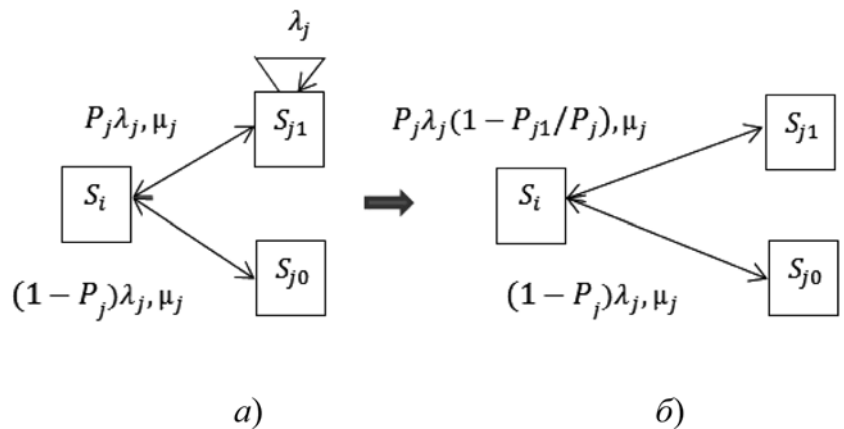 λⱼ
Pⱼλⱼ, μⱼ
Sⱼ₁
Sᵢ
Sⱼ₀
(1 − Pⱼ)λⱼ, μⱼ
а)
Pⱼλⱼ(1 − Pⱼ₁/Pⱼ), μⱼ
Sⱼ₁
Sᵢ
Sⱼ₀
(1 − Pⱼ)λⱼ, μⱼ
б)